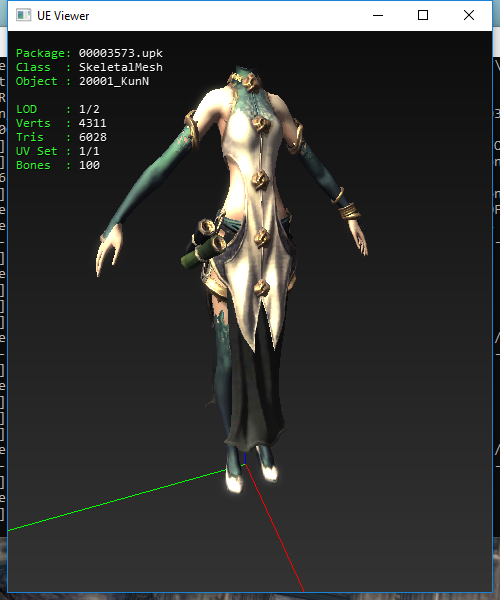 UE Viewer
Package: 00003573.upk
Class : SkeletalMesh
Object : 20001_KunN
LOD : 1/2
Verts : 4311
Tris : 6028
UV Set : 1/1
Bones : 100